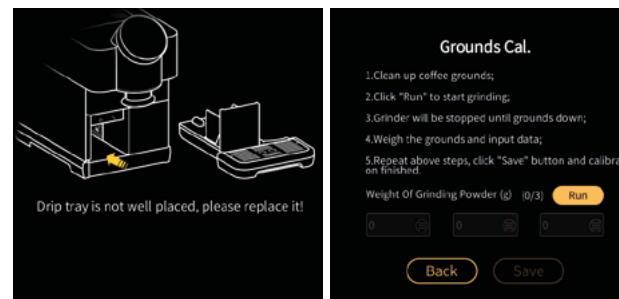 Drip tray is not well placed, please replace it!
Grounds Cal.
1.Clean up coffee grounds;
2.Click "Run" to start grinding;
3.Grinder will be stopped until grounds down;
4.Weigh the grounds and input data;
5.Repeat above steps, click "Save" button and calibra
on finished.
Weight Of Grinding Powder (g) (0/3) Run
0 0 0
Back Save